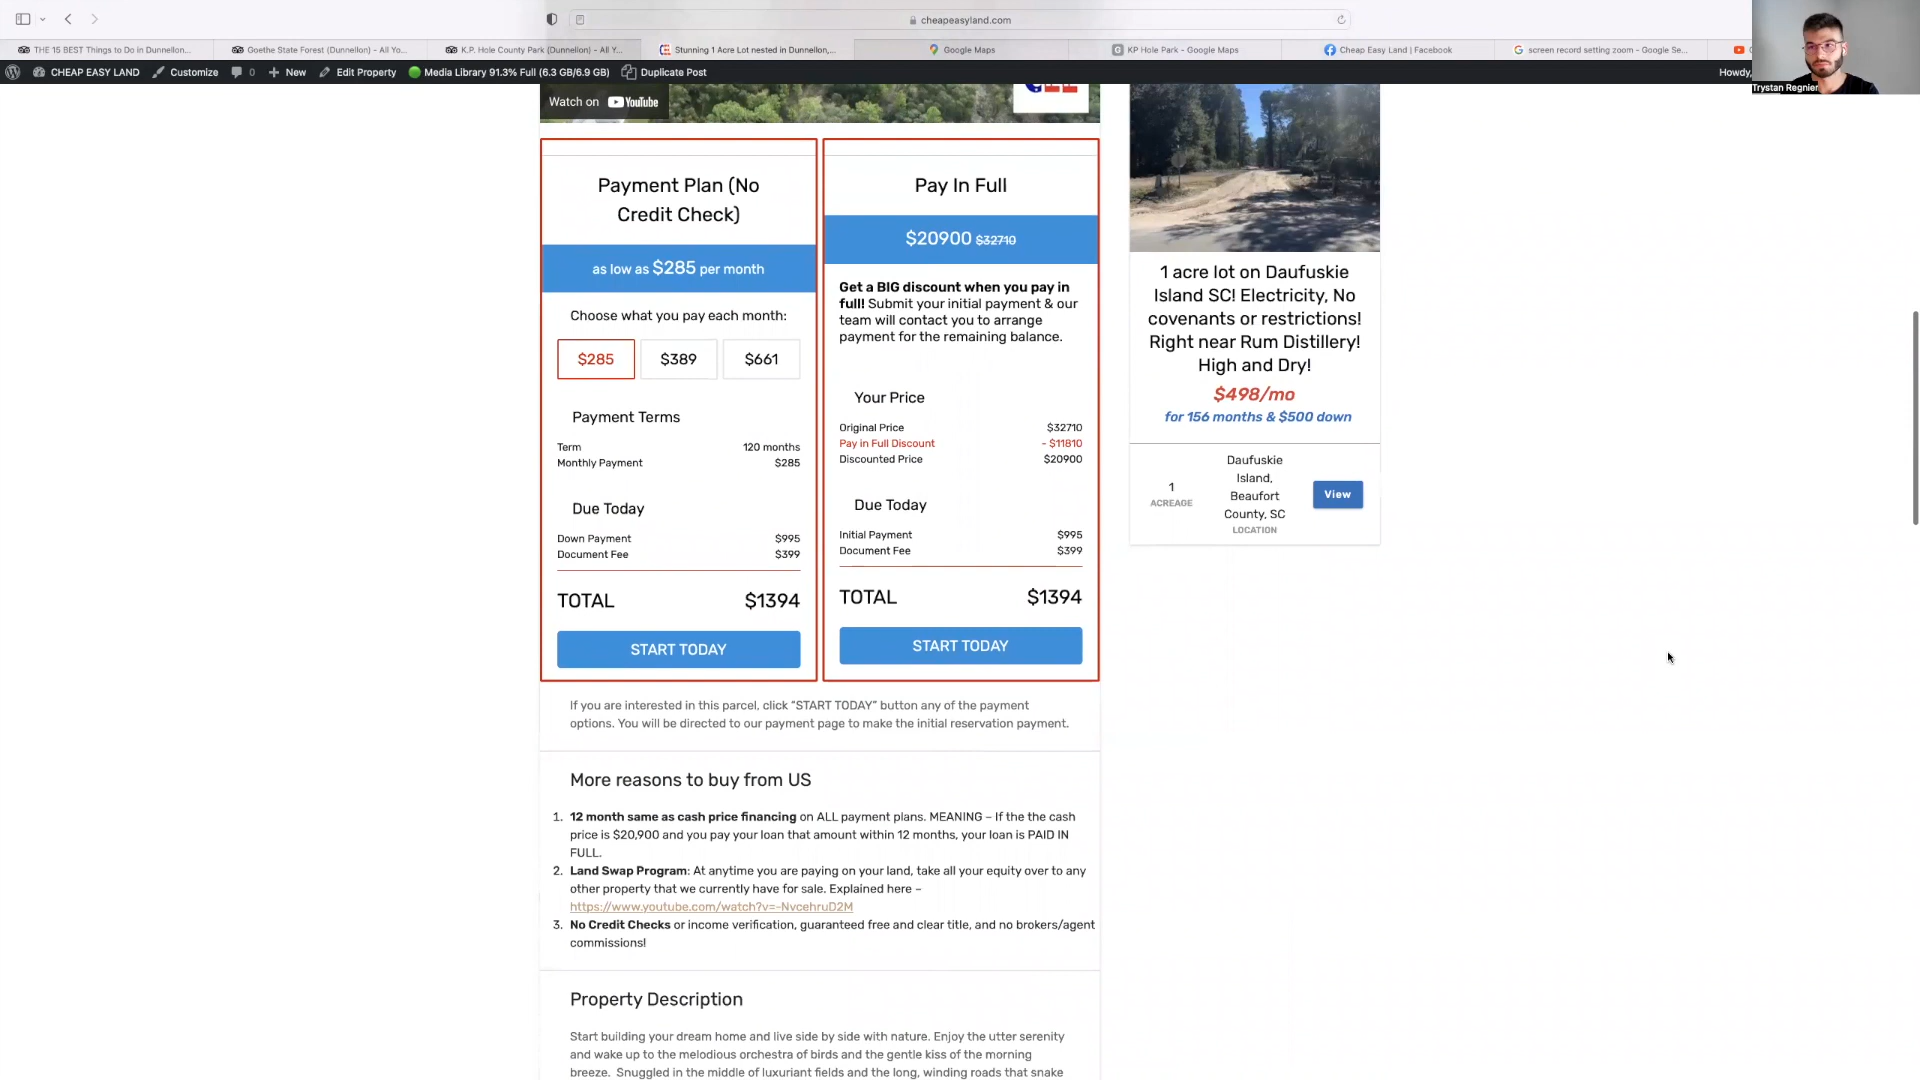 cheapeasyland.com
THE 15 BEST Things to Do in Dunnellon...
Goethe State Forest (Dunnellon) - All Yo...
K.P. Hole County Park (Dunnellon) - All Y...
Stunning 1 Acre Lot nested in Dunnellon,...
Google Maps
KP Hole Park - Google Maps
Cheap Easy Land | Facebook
screen record setting zoom - Google Se...
CHEAP EASY LAND
Customize
0
New
Edit Property
Media Library 91.3% Full (6.3 GB/6.9 GB)
Duplicate Post
Howdy,
Trystan Regnier
Watch on YouTube
Payment Plan (No
Credit Check)
as low as $285 per month
Choose what you pay each month:
$285 $389 $661
Payment Terms
Term 120 months
Monthly Payment $285
Due Today
Down Payment $995
Document Fee $399
TOTAL $1394
START TODAY
Pay In Full
$20900 $32710
Get a BIG discount when you pay in
full! Submit your initial payment & our
team will contact you to arrange
payment for the remaining balance.
Your Price
Original Price $32710
Pay in Full Discount - $11810
Discounted Price $20900
Due Today
Initial Payment $995
Document Fee $399
TOTAL $1394
START TODAY
1 acre lot on Daufuskie
Island SC! Electricity, No
covenants or restrictions!
Right near Rum Distillery!
High and Dry!
$498/mo
for 156 months & $500 down
1
ACREAGE
Daufuskie
Island,
Beaufort
County, SC
LOCATION
View
If you are interested in this parcel, click “START TODAY” button any of the payment
options. You will be directed to our payment page to make the initial reservation payment.
More reasons to buy from US
1. 12 month same as cash price financing on ALL payment plans. MEANING – If the the cash
price is $20,900 and you pay your loan that amount within 12 months, your loan is PAID IN
FULL.
2. Land Swap Program: At anytime you are paying on your land, take all your equity over to any
other property that we currently have for sale. Explained here –
https://www.youtube.com/watch?v=-NvcehruD2M
3. No Credit Checks or income verification, guaranteed free and clear title, and no brokers/agent
commissions!
Property Description
Start building your dream home and live side by side with nature. Enjoy the utter serenity
and wake up to the melodious orchestra of birds and the gentle kiss of the morning
breeze. Snuggled in the middle of luxuriant fields and the long, winding roads that snake